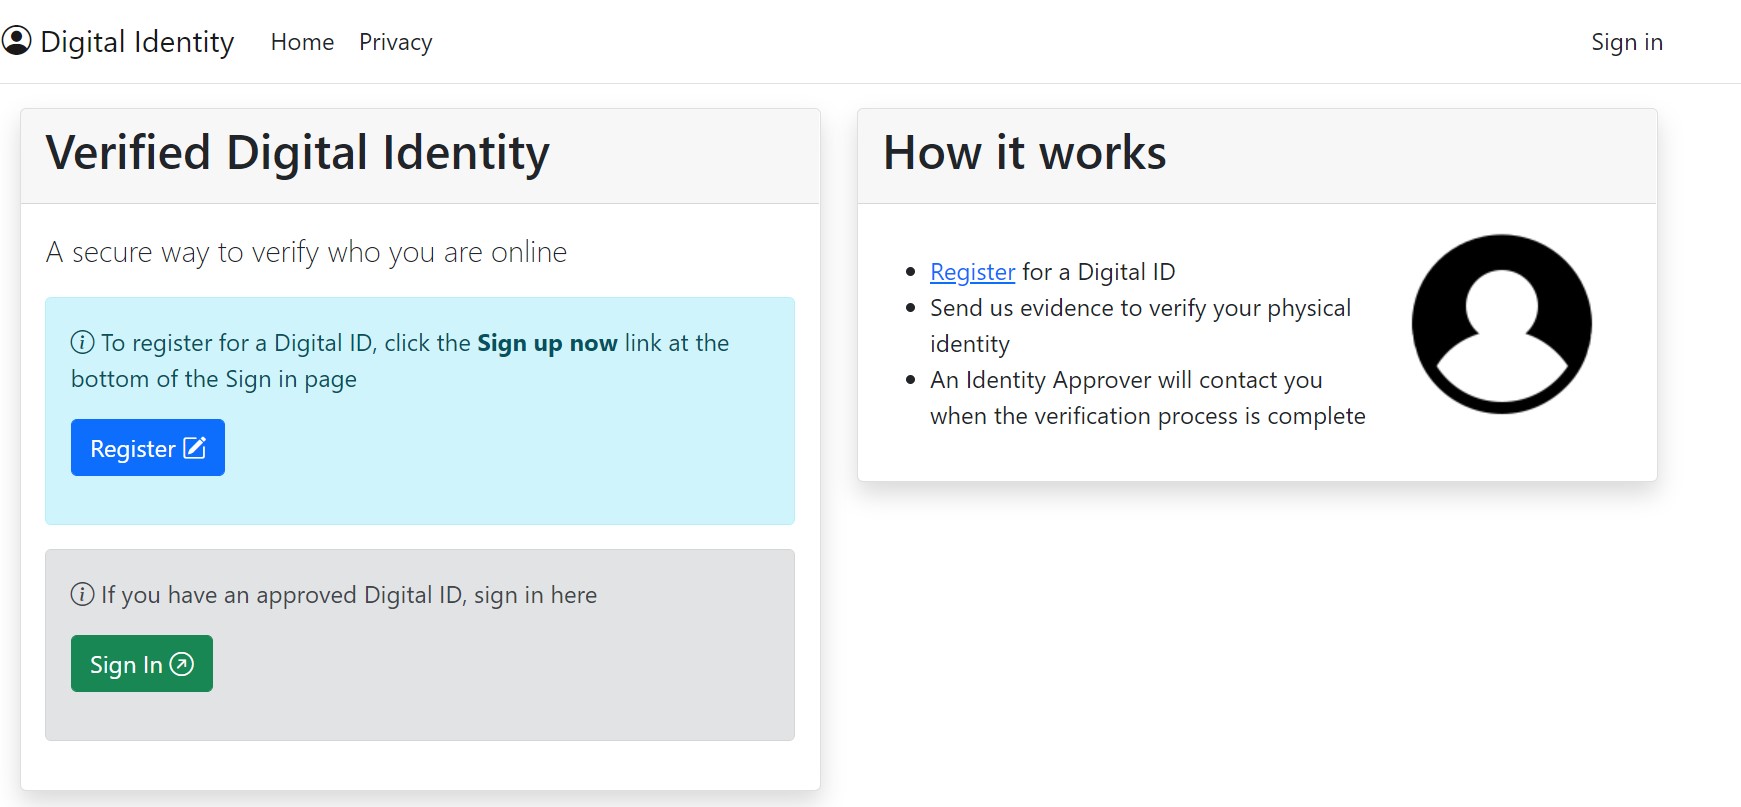 Digital Identity Home Privacy Sign in
Verified Digital Identity
A secure way to verify who you are online
To register for a Digital ID, click the Sign up now link at the
bottom of the Sign in page
Register
If you have an approved Digital ID, sign in here
Sign In
How it works
Register for a Digital ID
Send us evidence to verify your physical
identity
An Identity Approver will contact you
when the verification process is complete